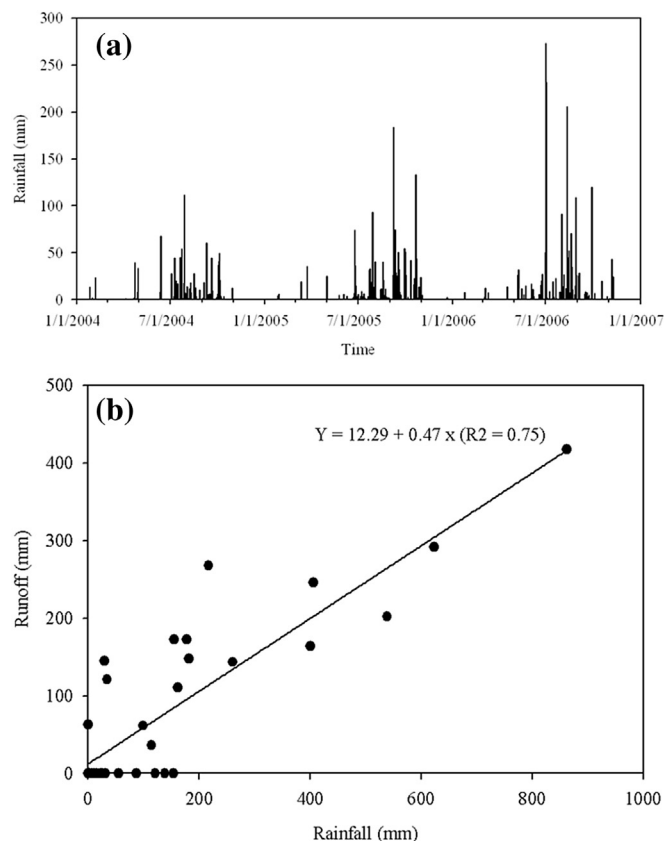 (a)
300
250
200
150
100
50
0
Rainfall (mm)
1/1/2004 7/1/2004 1/1/2005 7/1/2005 1/1/2006 7/1/2006 1/1/2007
Time
(b)
Y = 12.29 + 0.47 x (R2 = 0.75)
500
400
300
200
100
0
Runoff (mm)
0 200 400 600 800 1000
Rainfall (mm)